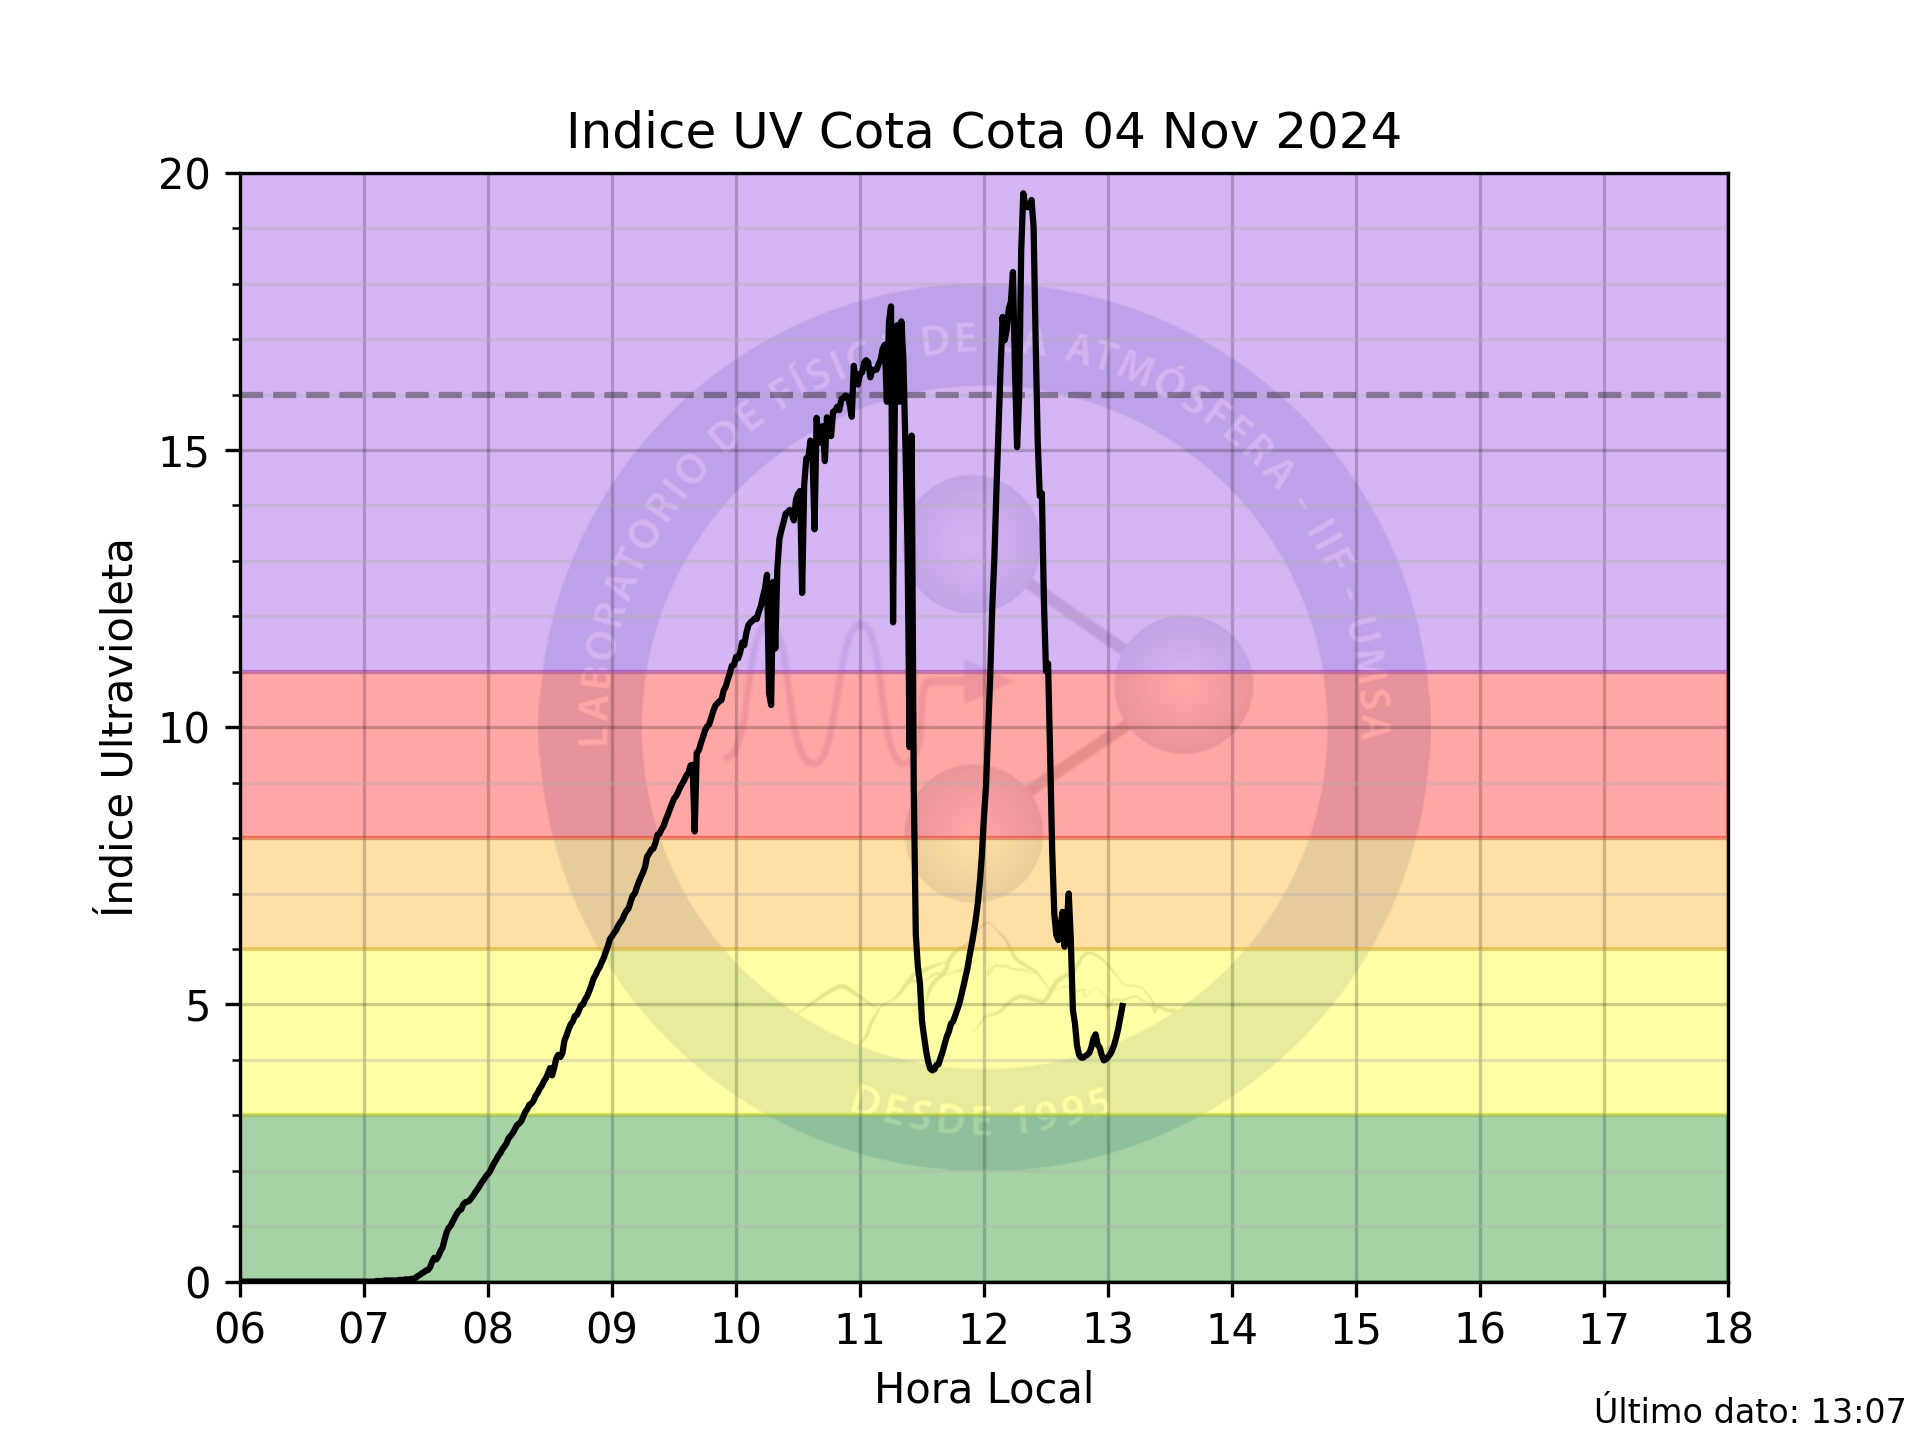 Indice UV Cota Cota 04 Nov 2024
20
15
10
5
0
Índice Ultravioleta
LABORATORIO DE FÍSICA DE LA ATMÓSFERA - IIF - UMSA
DESDE 1995
06 07 08 09 10 11 12 13 14 15 16 17 18
Hora Local
Último dato: 13:07